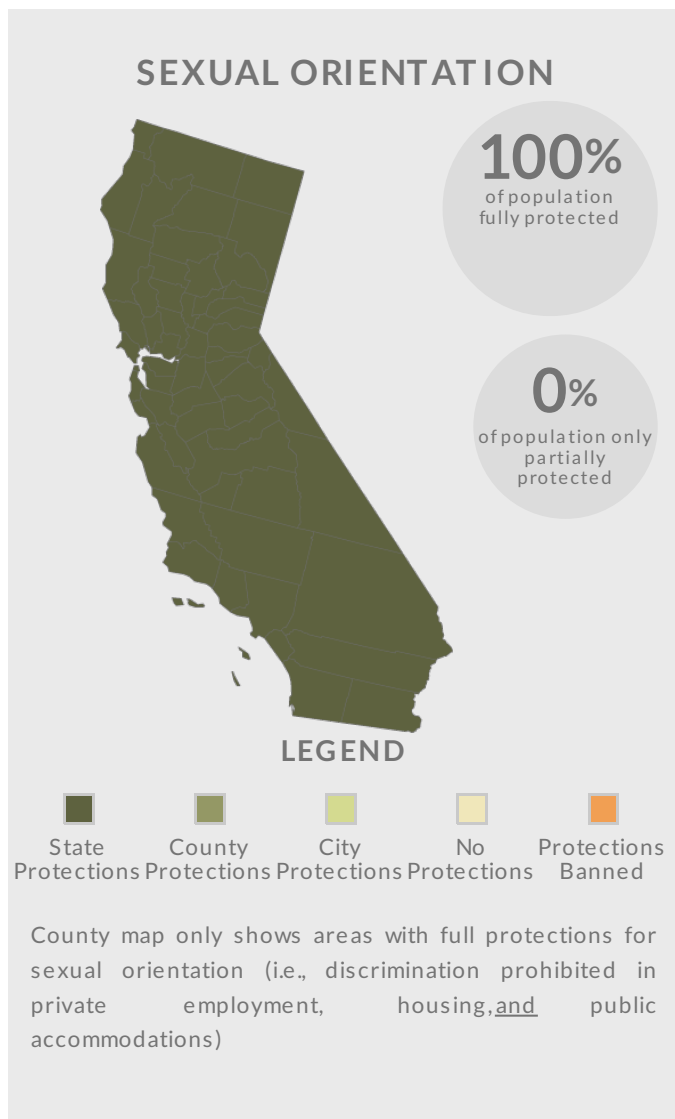 SEXUAL ORIENTATION
100%
of population
fully protected
0%
of population only
partially
protected
LEGEND
State
Protections
County
Protections
City
Protections
No
Protections
Protections
Banned
County map only shows areas with full protections for
sexual orientation (i.e., discrimination prohibited in
private employment, housing, and public
accommodations)